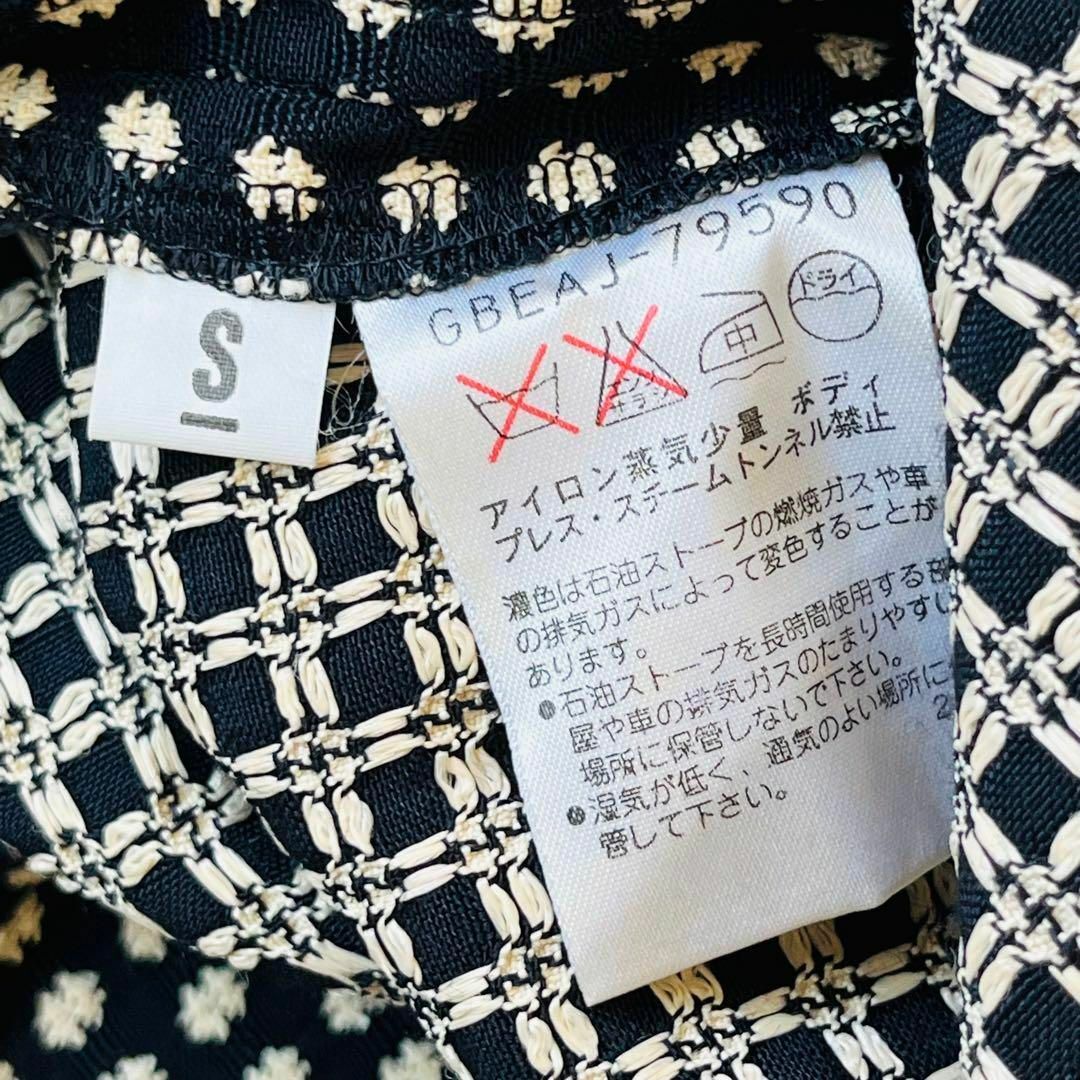 S
GBEAJ-79590
中
ドライ
アイロン蒸気少量 ボディ
プレス・スチームトンネル禁止
濃色は石油ストーブの燃焼ガスや車
の排気ガスによって変色することが
あります。
●石油ストーブを長時間使用する部
屋や車の排気ガスのたまりやすい
場所に保管しないで下さい。
●湿気が低く、通気のよい場所に
管して下さい。
2